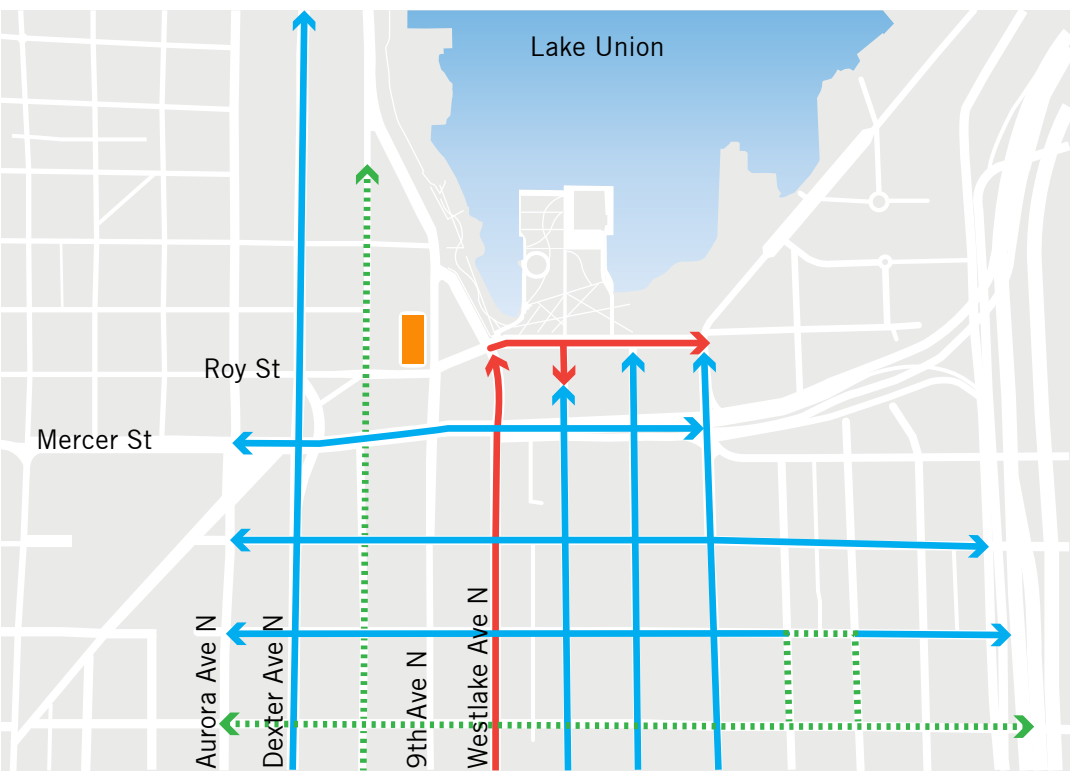 Lake Union
Roy St
Mercer St
Aurora Ave N
Dexter Ave N
9th Ave N
Westlake Ave N